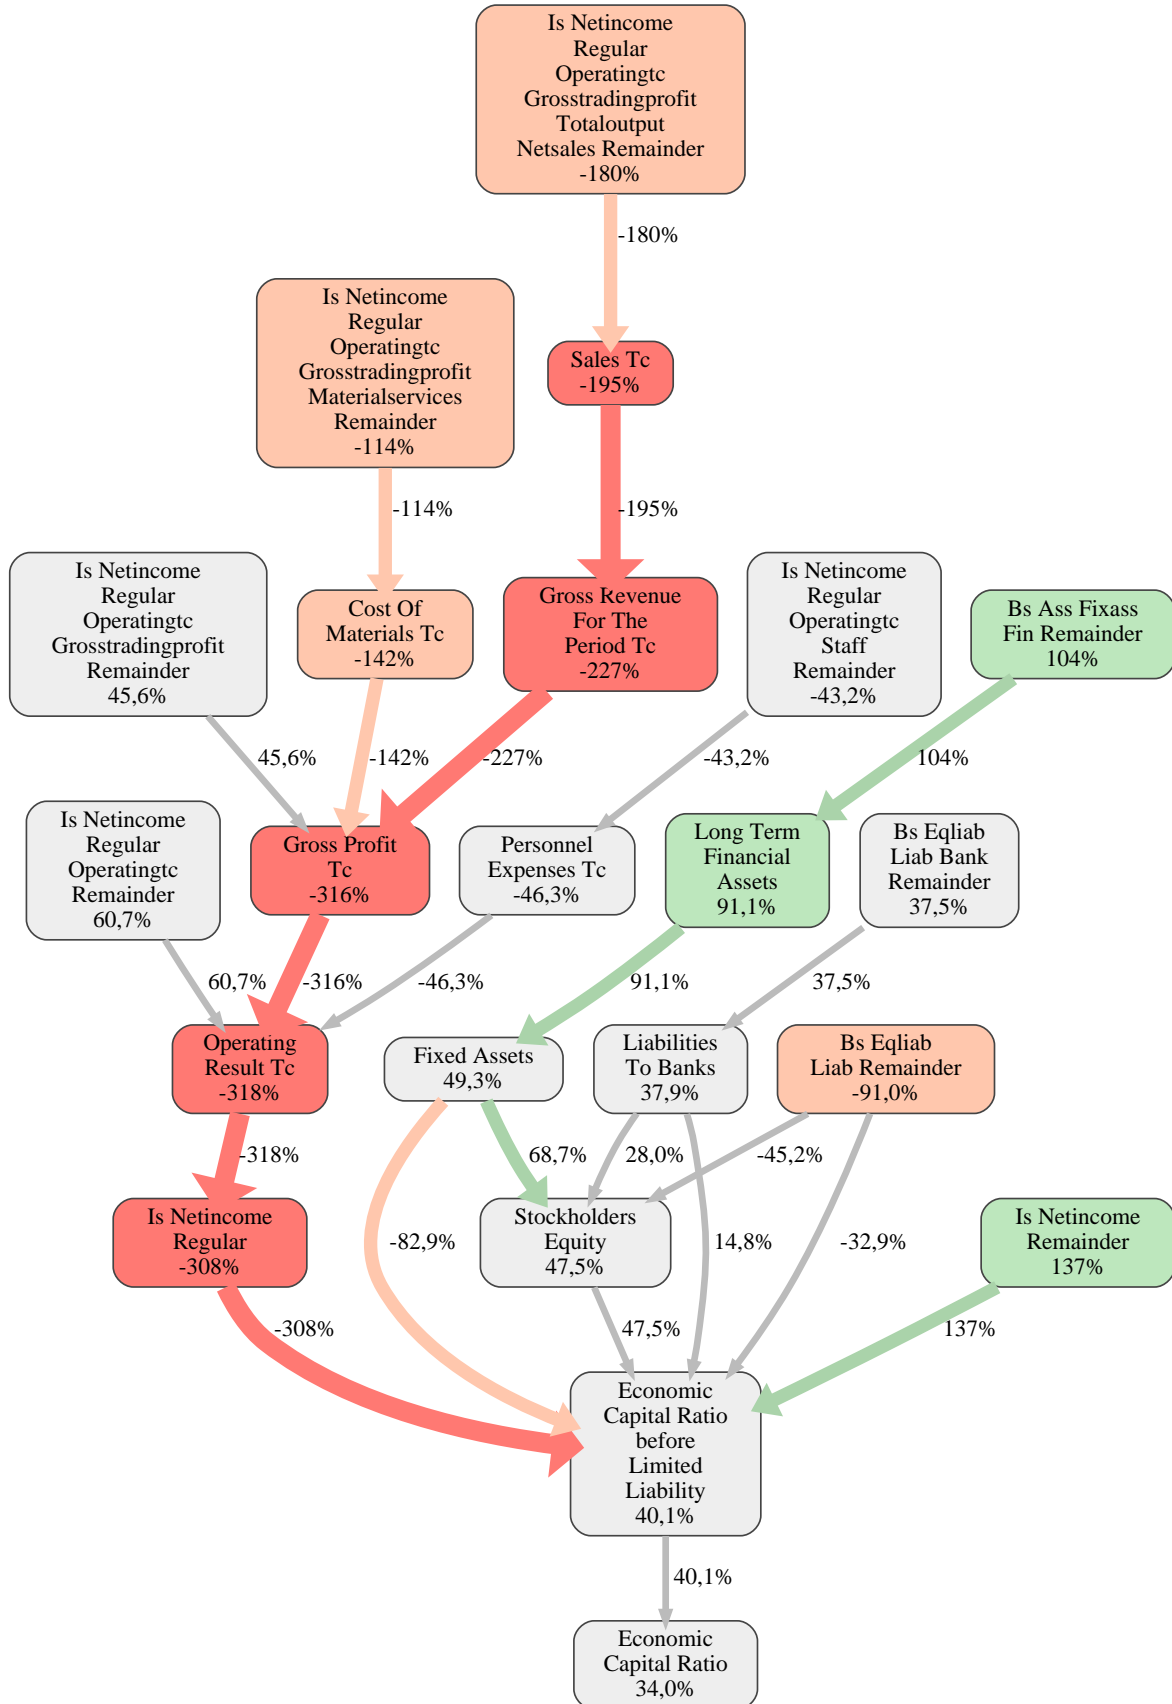 Is Netincome
Regular
Operatingtc
Grosstradingprofit
Totaloutput
Netsales Remainder
-180%
-180%
Is Netincome
Regular
Operatingtc
Grosstradingprofit
Materialservices
Remainder
-114%
Sales Tc
-195%
-114%
-195%
Is Netincome
Regular
Operatingtc
Grosstradingprofit
Remainder
45,6%
Cost Of
Materials Tc
-142%
Gross Revenue
For The
Period Tc
-227%
Is Netincome
Regular
Operatingtc
Staff
Remainder
-43,2%
Bs Ass Fixass
Fin Remainder
104%
45,6%
-142%
-227%
-43,2%
104%
Is Netincome
Regular
Operatingtc
Remainder
60,7%
Gross Profit
Tc
-316%
Personnel
Expenses Tc
-46,3%
Long Term
Financial
Assets
91,1%
Bs Eqliab
Liab Bank
Remainder
37,5%
60,7%
-316%
-46,3%
91,1%
37,5%
Operating
Result Tc
-318%
Fixed Assets
49,3%
Liabilities
To Banks
37,9%
Bs Eqliab
Liab Remainder
-91,0%
-318%
68,7%
28,0%
-45,2%
Is Netincome
Regular
-308%
-82,9%
Stockholders
Equity
47,5%
14,8%
-32,9%
Is Netincome
Remainder
137%
-308%
47,5%
137%
Economic
Capital Ratio
before
Limited
Liability
40,1%
40,1%
Economic
Capital Ratio
34,0%